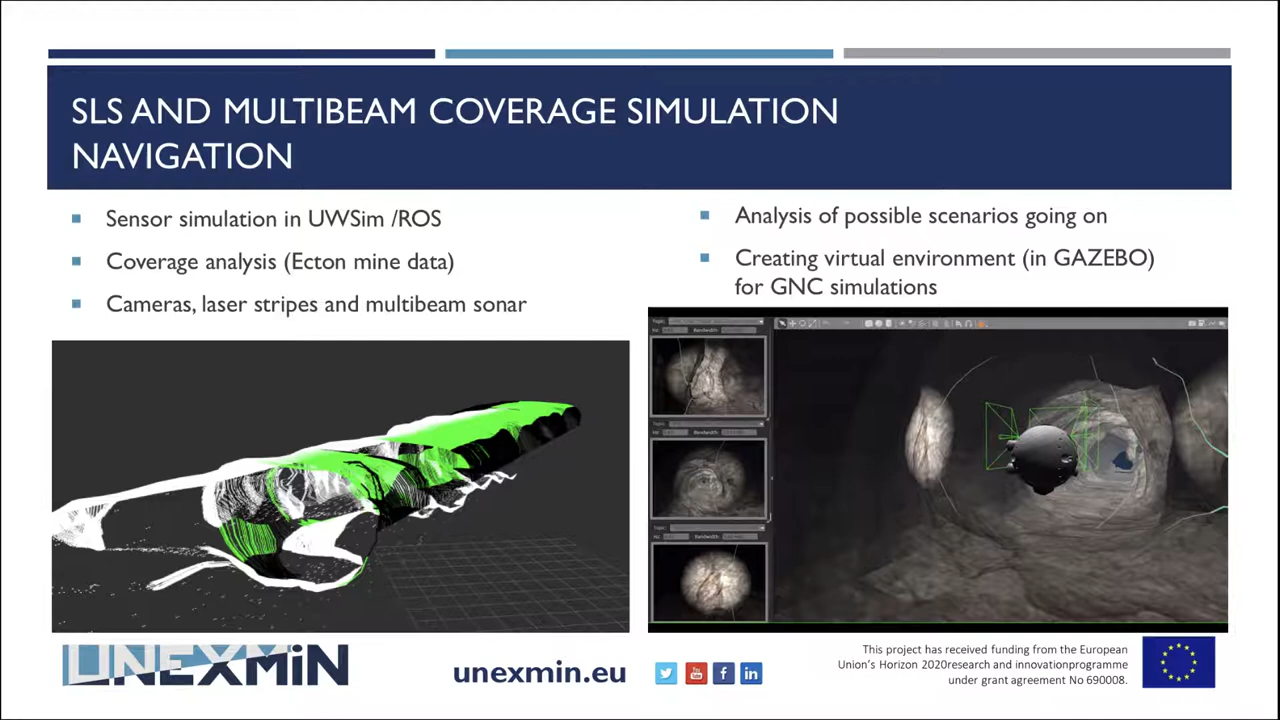 SLS AND MULTIBEAM COVERAGE SIMULATION
NAVIGATION
Sensor simulation in UWSim /ROS
Coverage analysis (Ecton mine data)
Cameras, laser stripes and multibeam sonar
Analysis of possible scenarios going on
Creating virtual environment (in GAZEBO)
for GNC simulations
UNEXMiN
unexmin.eu
This project has received funding from the European
Union's Horizon 2020research and innovationprogramme
under grant agreement No 690008.